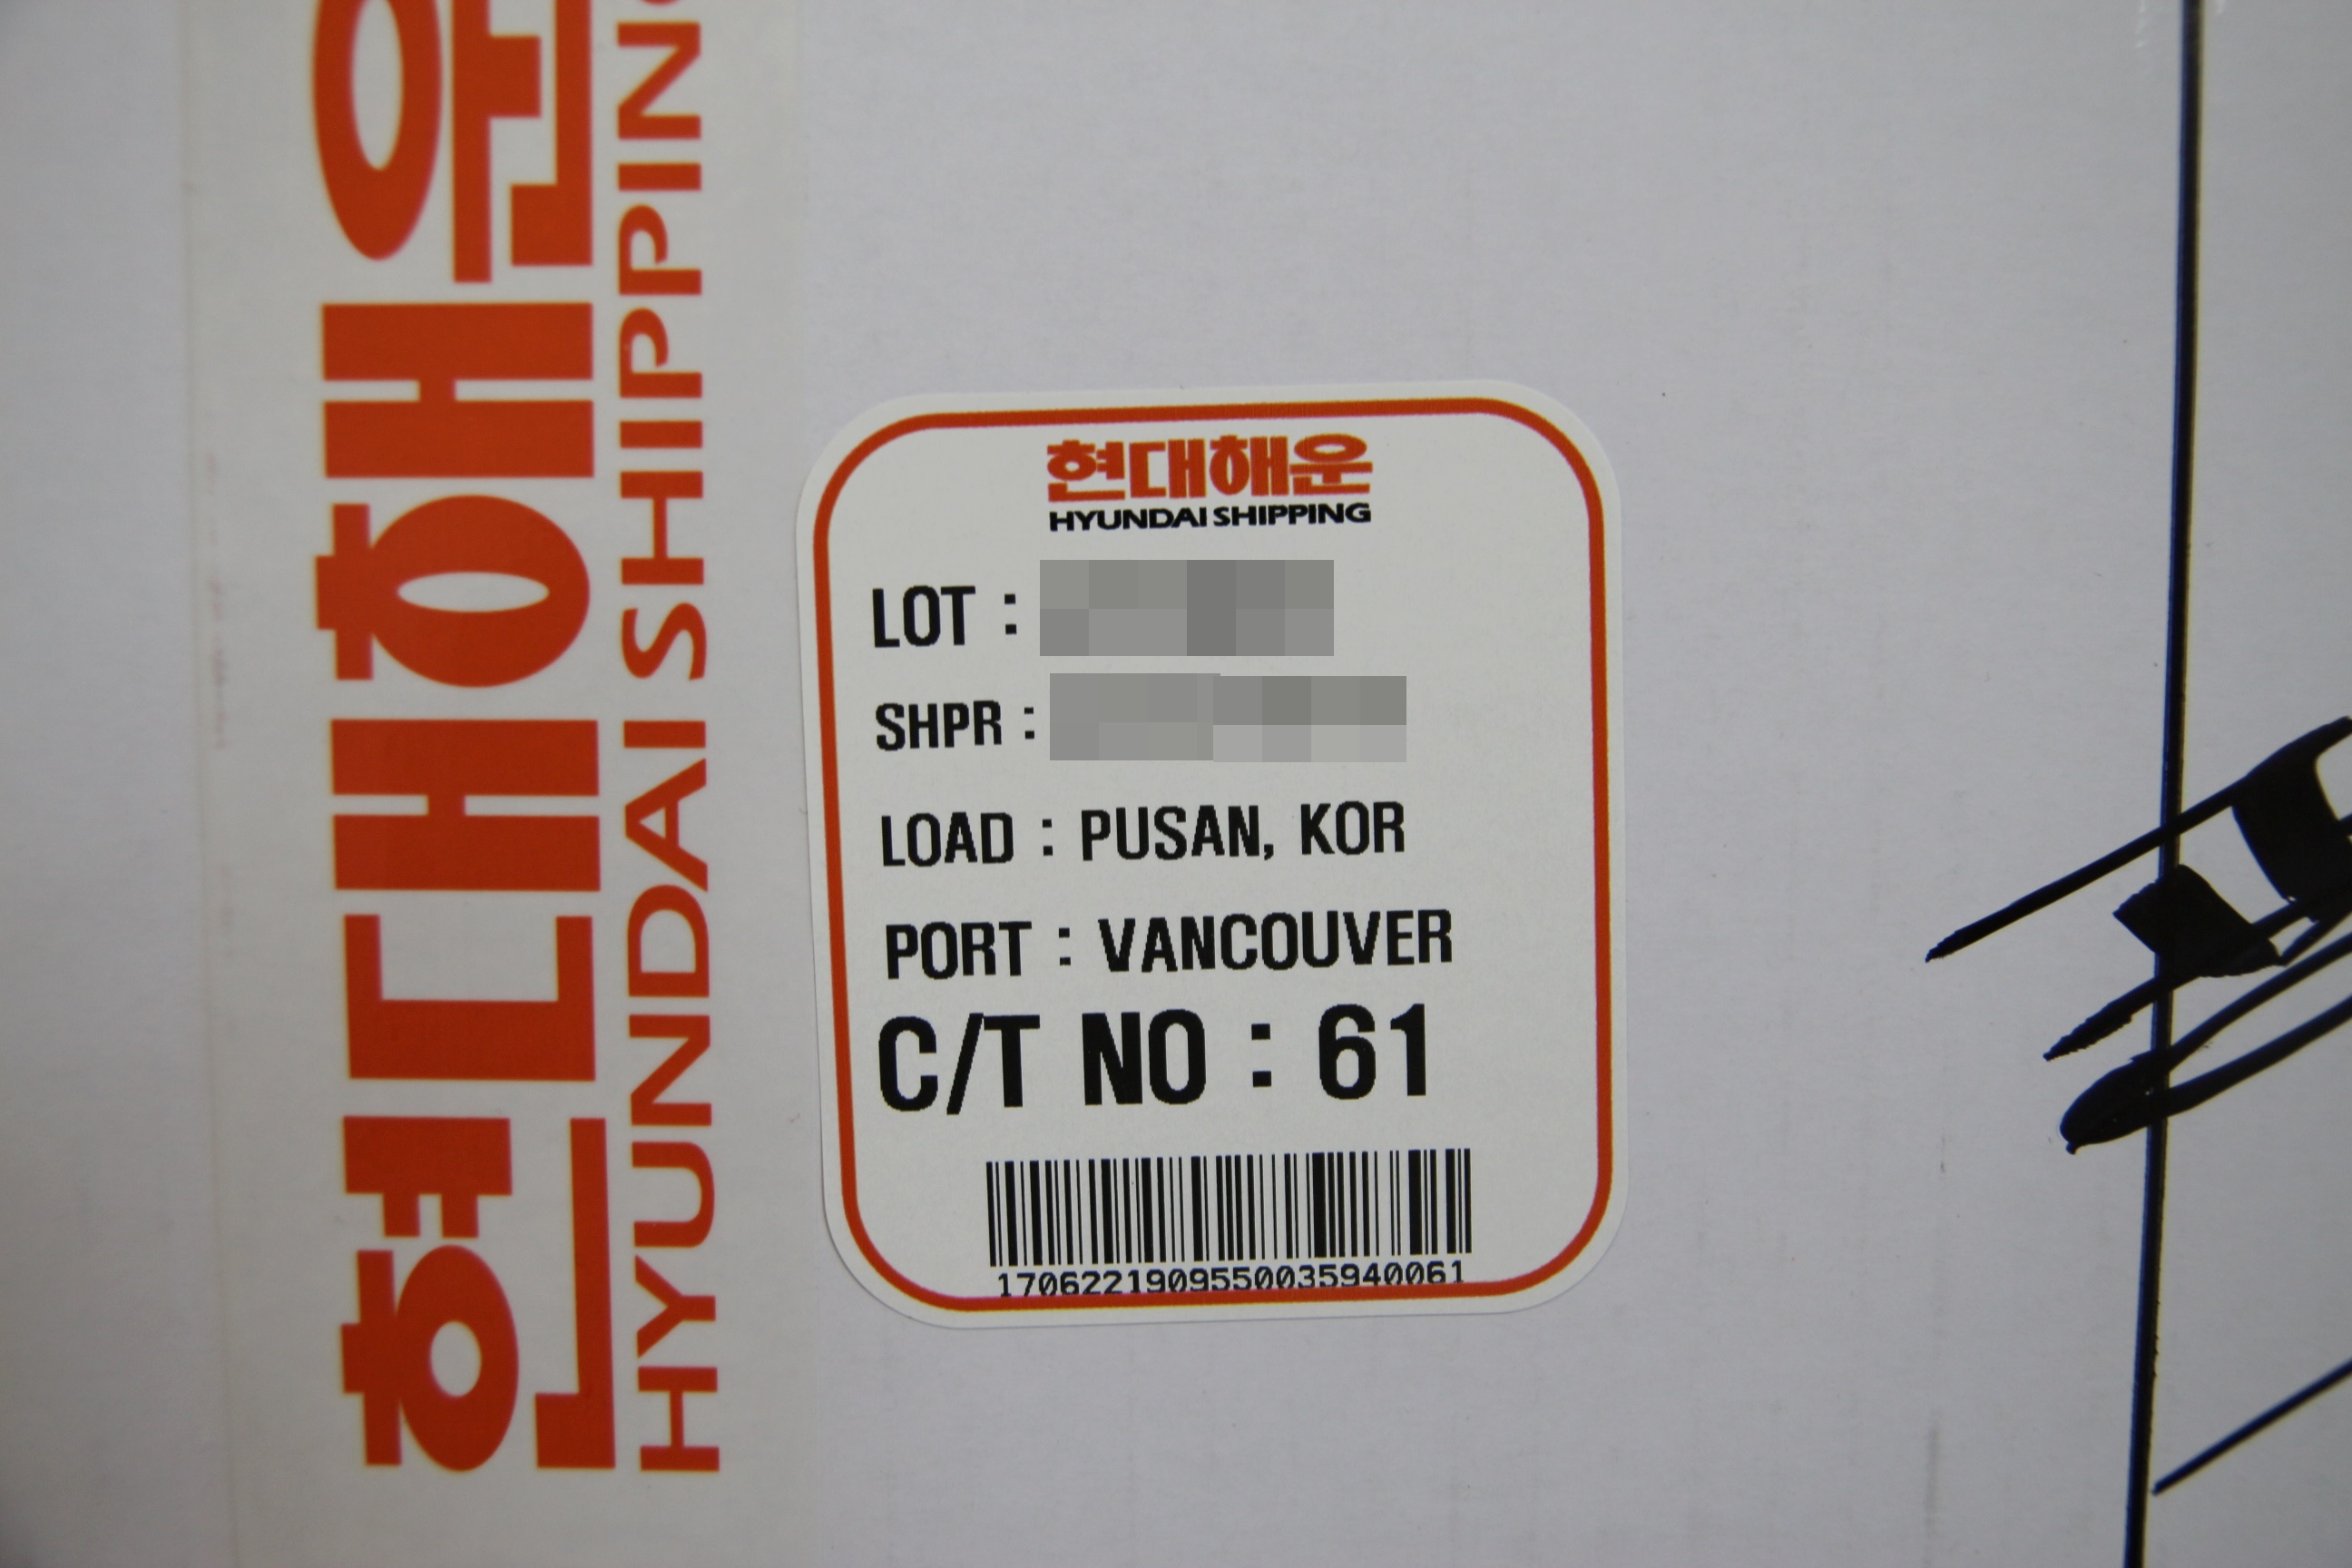 현대해운
HYUNDAI SHIPPING
현대해운
HYUNDAI SHIPPING
LOT :
SHPR :
LOAD : PUSAN, KOR
PORT : VANCOUVER
C/T NO : 61
1706221909550035940061